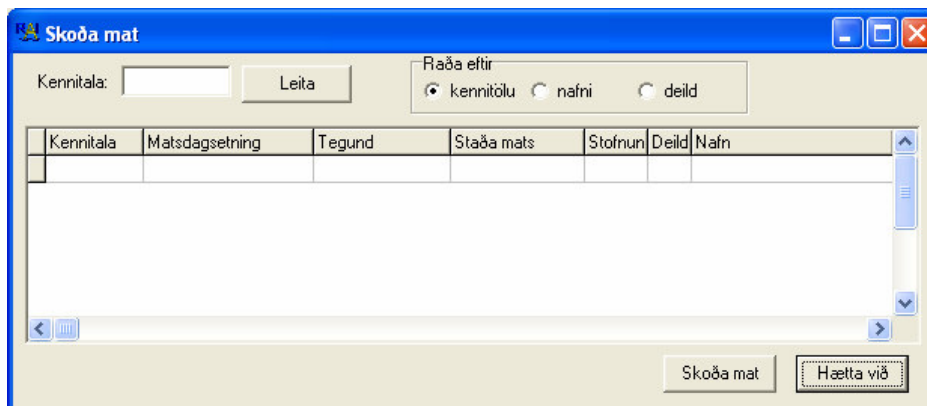 RAI Skoða mat
Raða eftir
Kennitala: Leita kennitölu nafni deild
Kennitala Matsdagsetning Tegund Staða mats Stofnun Deild Nafn
Skoða mat Hætta við